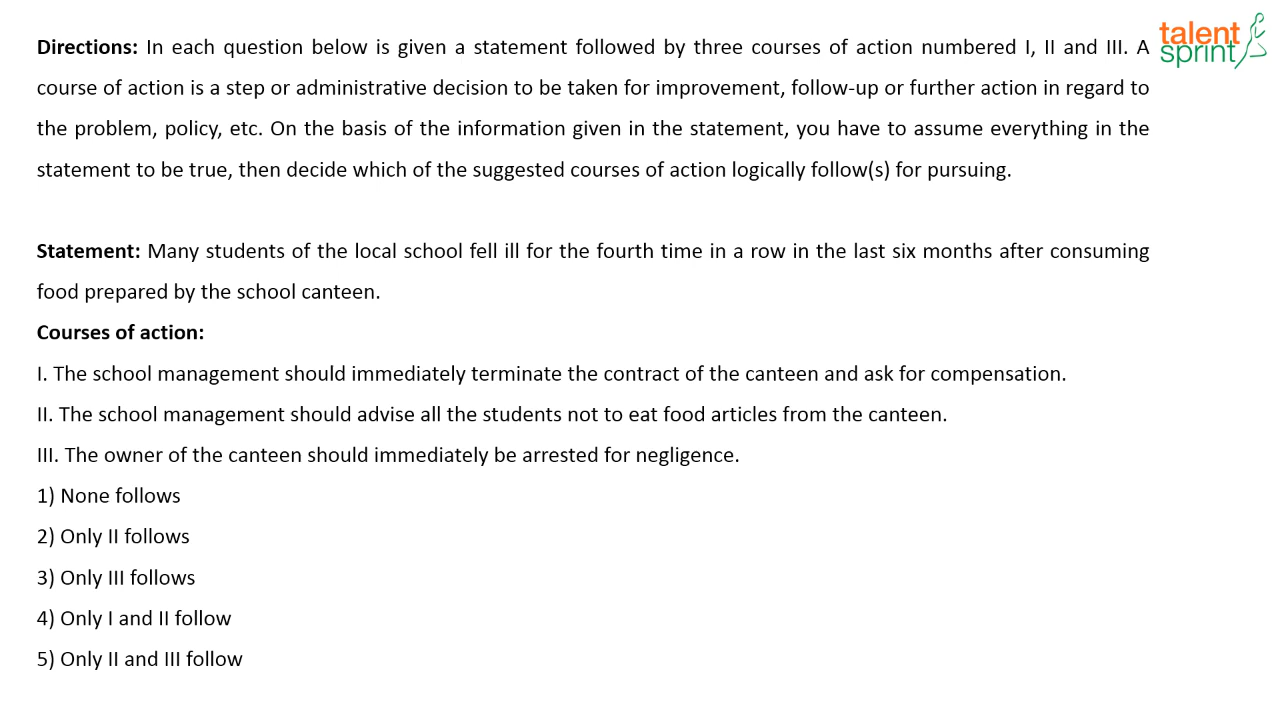 talent
sprint
Directions: In each question below is given a statement followed by three courses of action numbered I, II and III. A
course of action is a step or administrative decision to be taken for improvement, follow-up or further action in regard to
the problem, policy, etc. On the basis of the information given in the statement, you have to assume everything in the
statement to be true, then decide which of the suggested courses of action logically follow(s) for pursuing.
Statement: Many students of the local school fell ill for the fourth time in a row in the last six months after consuming
food prepared by the school canteen.
Courses of action:
I. The school management should immediately terminate the contract of the canteen and ask for compensation.
II. The school management should advise all the students not to eat food articles from the canteen.
III. The owner of the canteen should immediately be arrested for negligence.
1) None follows
2) Only II follows
3) Only III follows
4) Only I and II follow
5) Only II and III follow